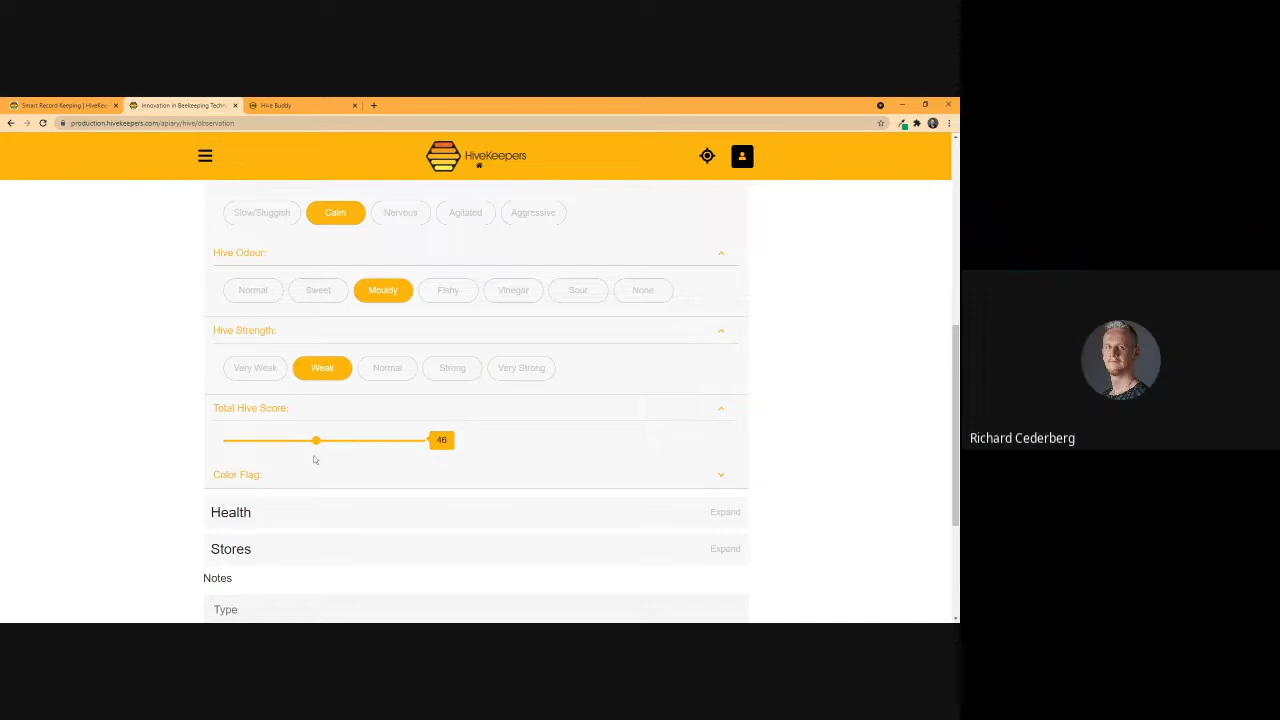 Smart Record Keeping | HiveKee
Innovation in Beekeeping Techn
Hive Buddy
production.hivekeepers.com/apiary/hive/observation
HiveKeepers
Slow/Sluggish Calm Nervous Agitated Aggressive
Hive Odour:
Normal Sweet Mouldy Fishy Vinegar Sour None
Hive Strength:
Very Weak Weak Normal Strong Very Strong
Total Hive Score:
46
Color Flag:
Health Expand
Stores Expand
Notes
Type
Richard Cederberg